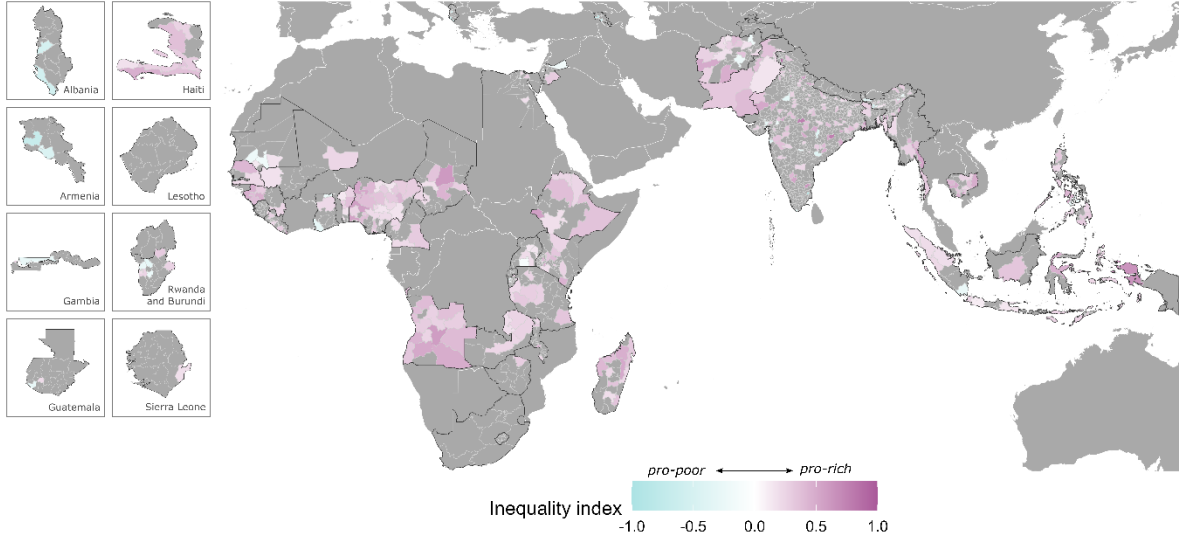 Albania
Haiti
Armenia
Lesotho
Gambia
Rwanda
and Burundi
Guatemala
Sierra Leone
pro-poor
pro-rich
Inequality index
-1.0
-0.5
0.0
0.5
1.0